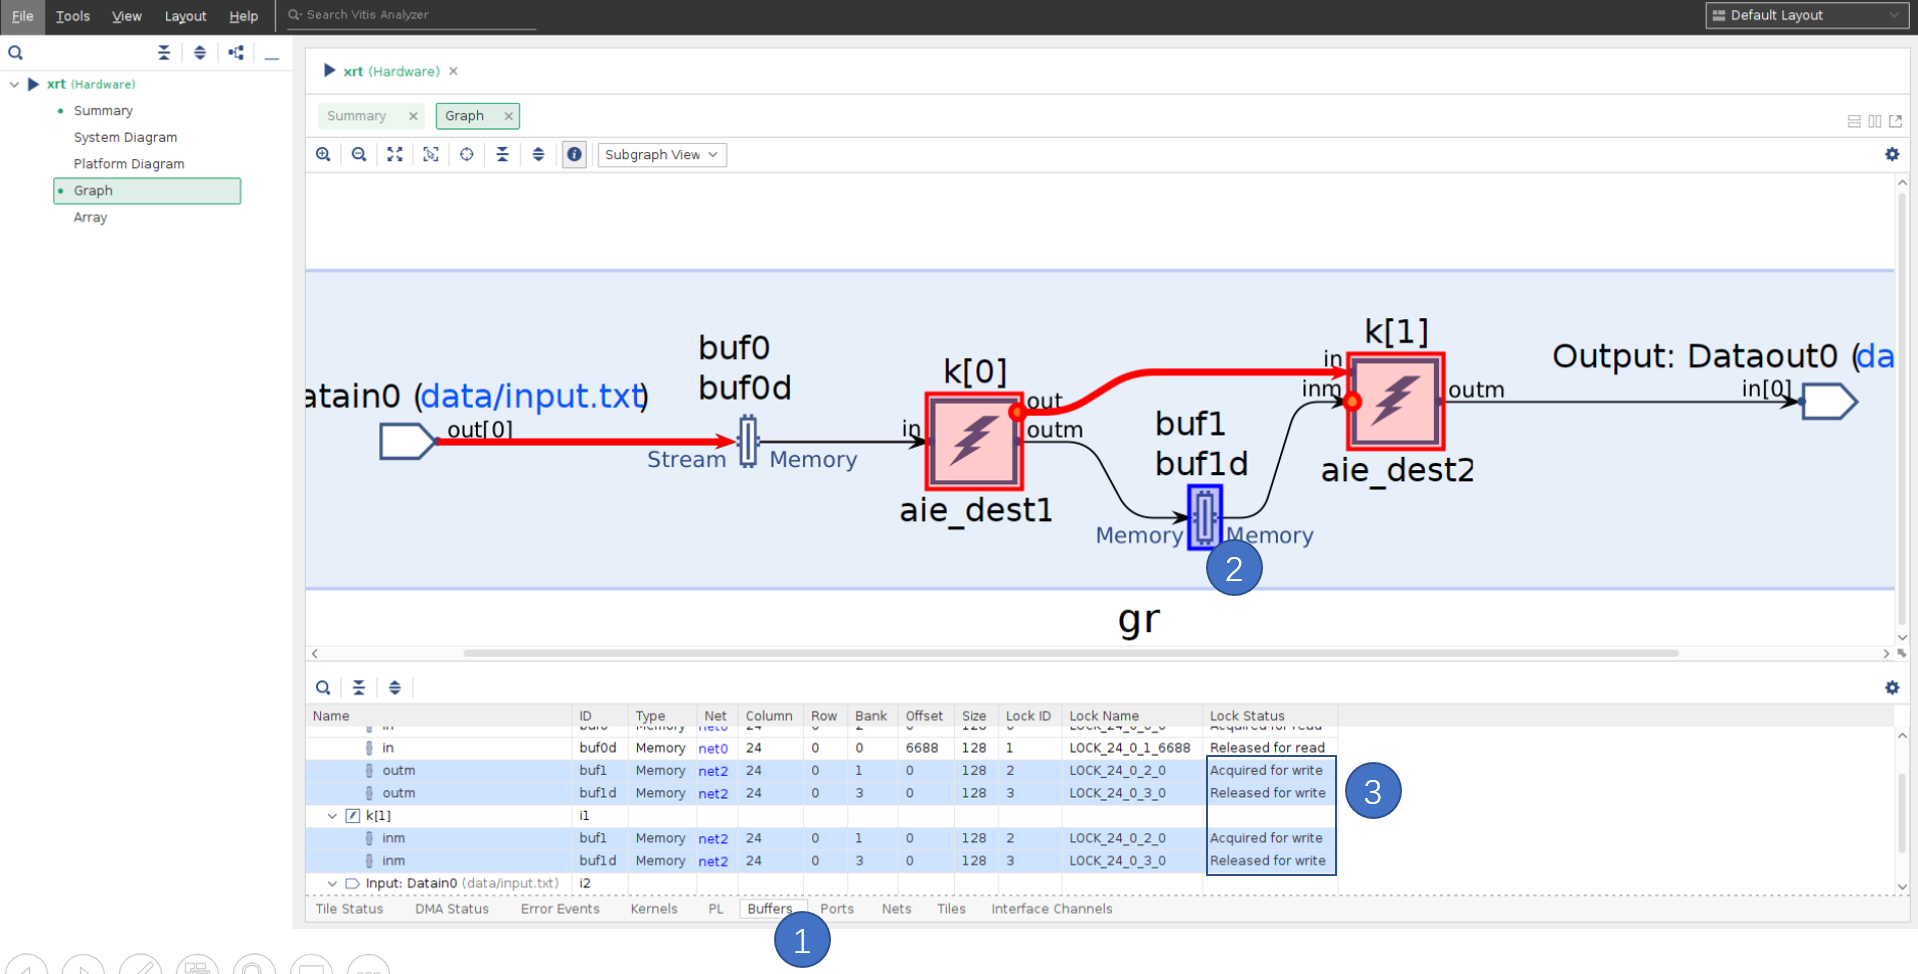 File Tools View Layout Help Search Vitis Analyzer Default Layout
xrt (Hardware)
Summary
System Diagram
Platform Diagram
Graph
Array
xrt (Hardware)
Summary Graph
Subgraph View
k[1]
Output: Dataout0 (da
in
inm
outm
in[0]
buf0
buf0d
k[0]
atain0 (data/input.txt)
out[0]
Stream Memory
in
out
outm
buf1
buf1d
aie_dest1
aie_dest2
Memory Memory
2
gr
Name ID Type Net Column Row Bank Offset Size Lock ID Lock Name Lock Status
in buf0d Memory net0 24 0 0 6688 128 1 LOCK_24_0_1_6688 Released for read
outm buf1 Memory net2 24 0 1 0 128 2 LOCK_24_0_2_0 Acquired for write
outm buf1d Memory net2 24 0 3 0 128 3 LOCK_24_0_3_0 Released for write
3
k[1] i1
inm buf1 Memory net2 24 0 1 0 128 2 LOCK_24_0_2_0 Acquired for write
inm buf1d Memory net2 24 0 3 0 128 3 LOCK_24_0_3_0 Released for write
Input: Datain0 (data/input.txt) i2
Tile Status DMA Status Error Events Kernels PL Buffers Ports Nets Tiles Interface Channels
1